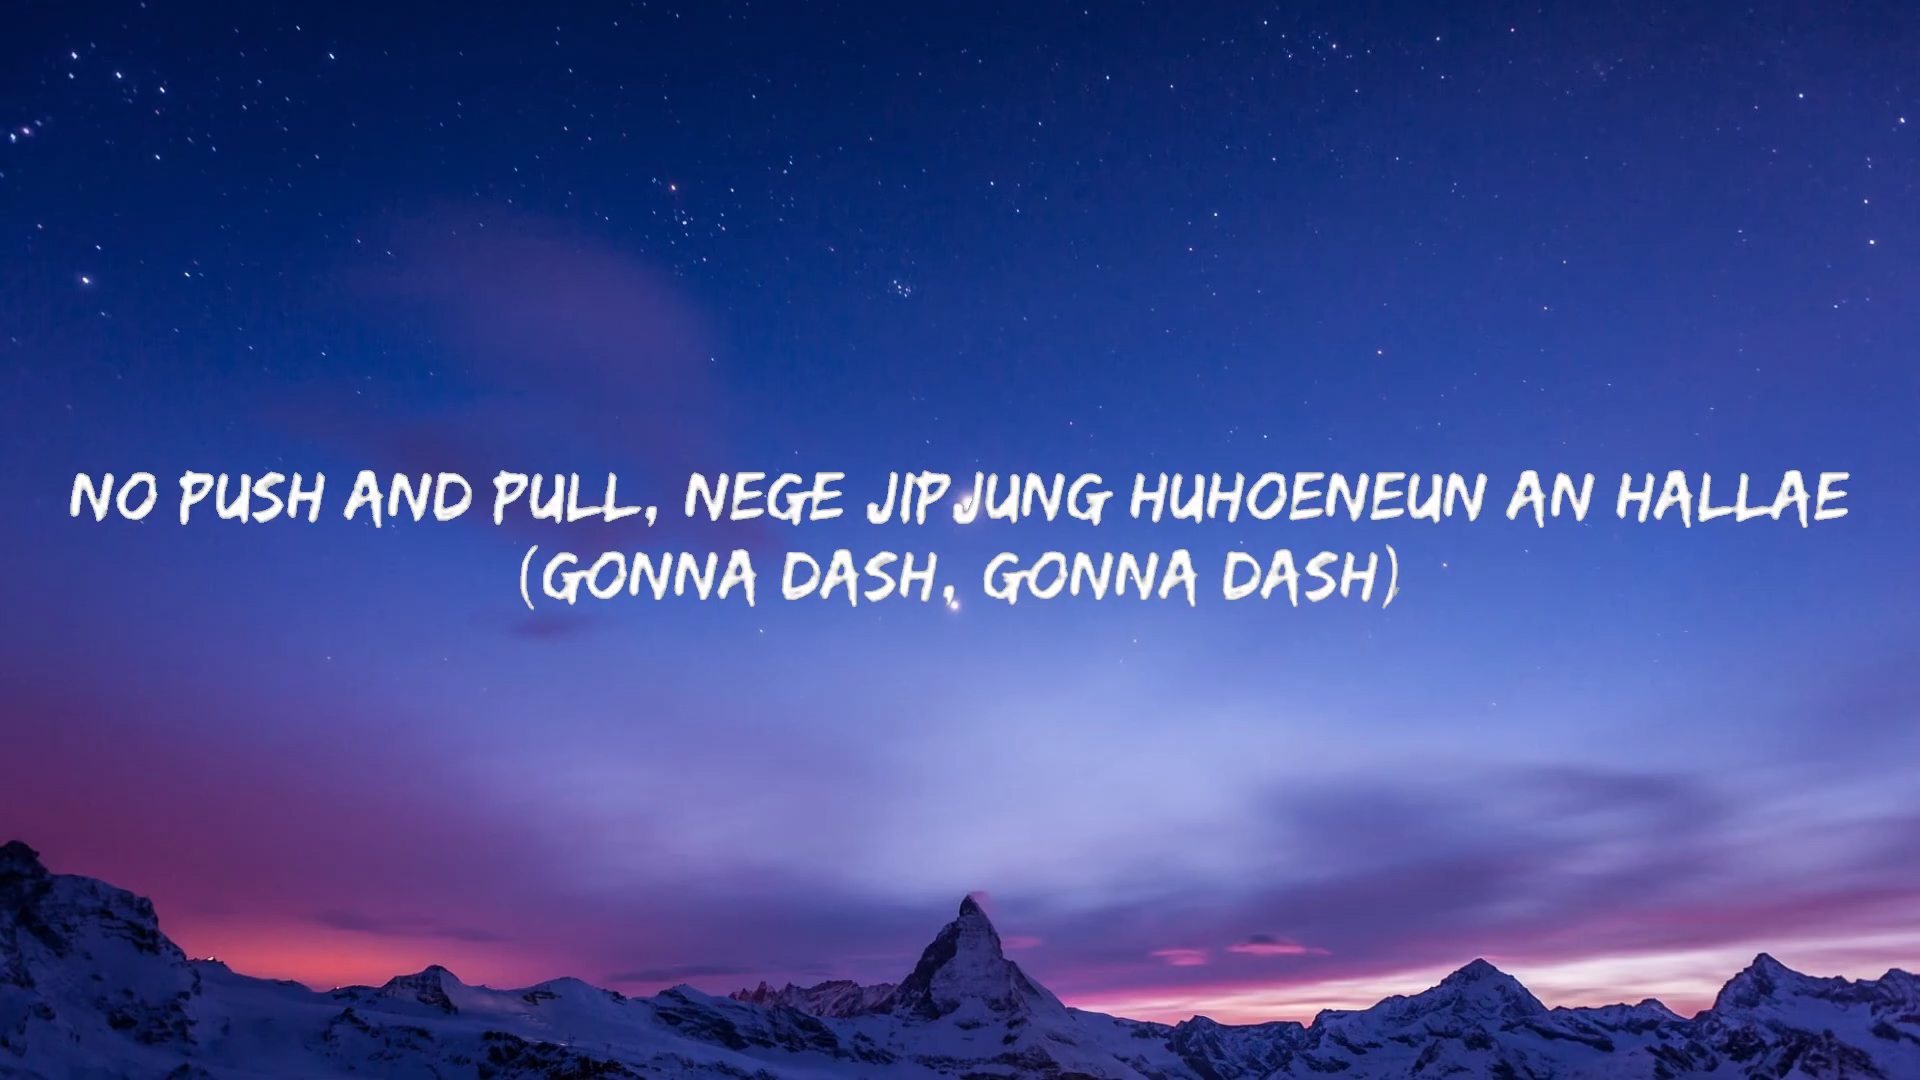 NO PUSH AND PULL, NEGE JIPJUNG HUHOENEUN AN HALLAE
(GONNA DASH, GONNA DASH)